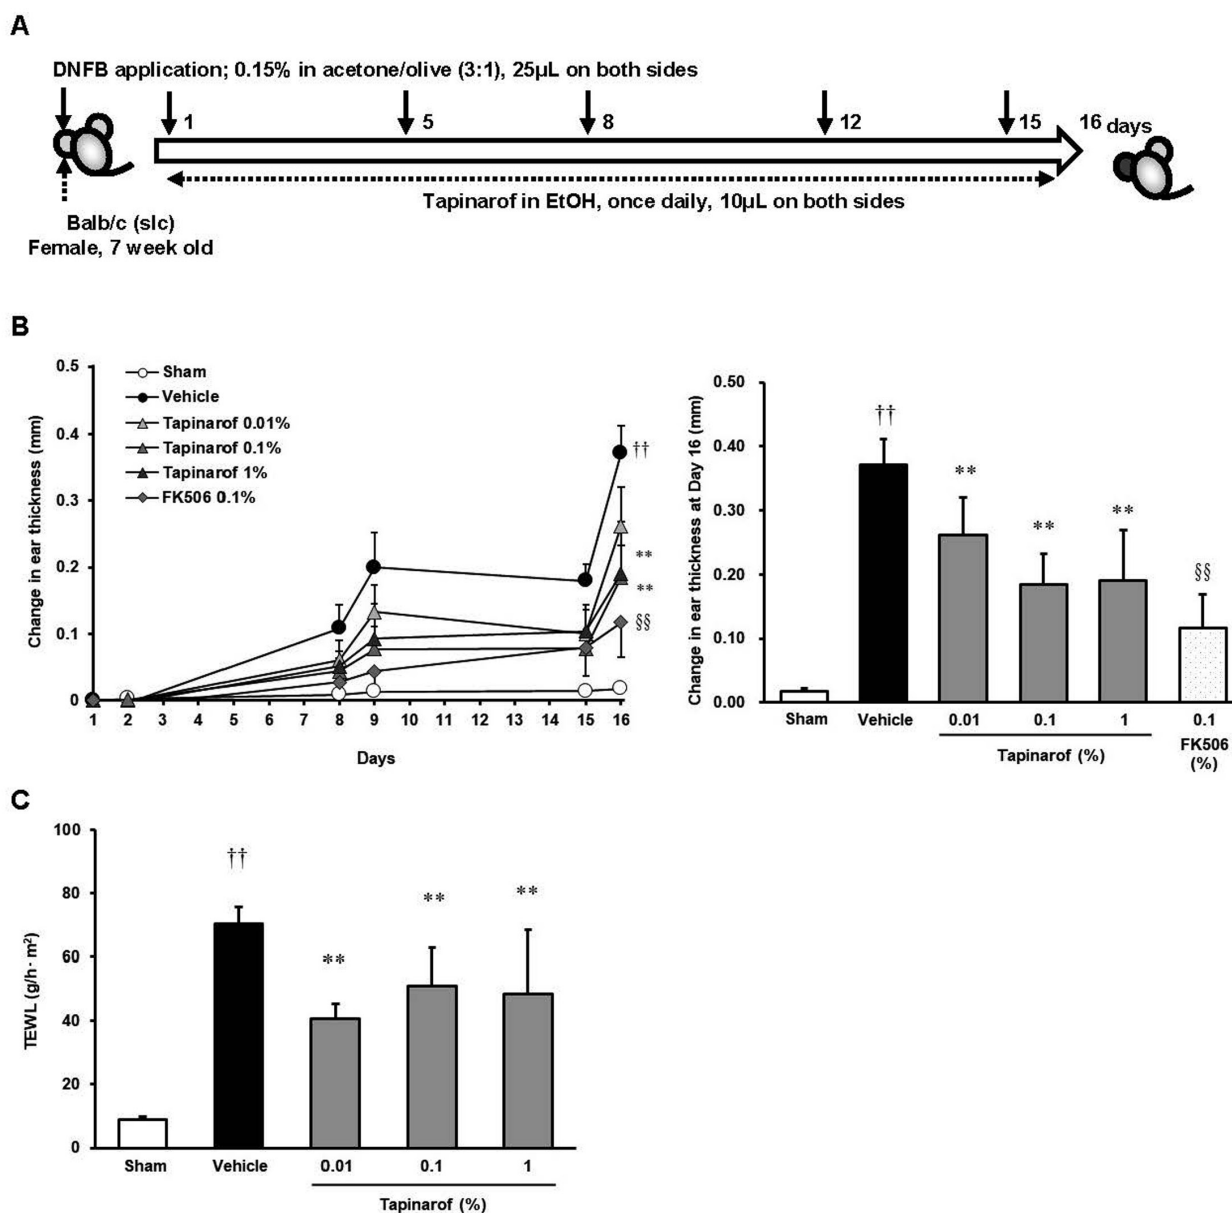 A
DNFB application; 0.15% in acetone/olive (3:1), 25µL on both sides
1 5 8 12 15 16 days
Tapinarof in EtOH, once daily, 10µL on both sides
Balb/c (slc)
Female, 7 week old
B
Change in ear thickness (mm)
0.5
0.4
0.3
0.2
0.1
0
Sham
Vehicle
Tapinarof 0.01%
Tapinarof 0.1%
Tapinarof 1%
FK506 0.1%
††
**
**
§§
1 2 3 4 5 6 7 8 9 10 11 12 13 14 15 16
Days
Change in ear thickness at Day 16 (mm)
0.50
0.40
0.30
0.20
0.10
0.00
††
**
**
**
§§
Sham Vehicle 0.01 0.1 1 0.1
Tapinarof (%)
FK506
(%)
C
TEWL (g/h· m²)
100
80
60
40
20
0
††
**
**
**
Sham Vehicle 0.01 0.1 1
Tapinarof (%)